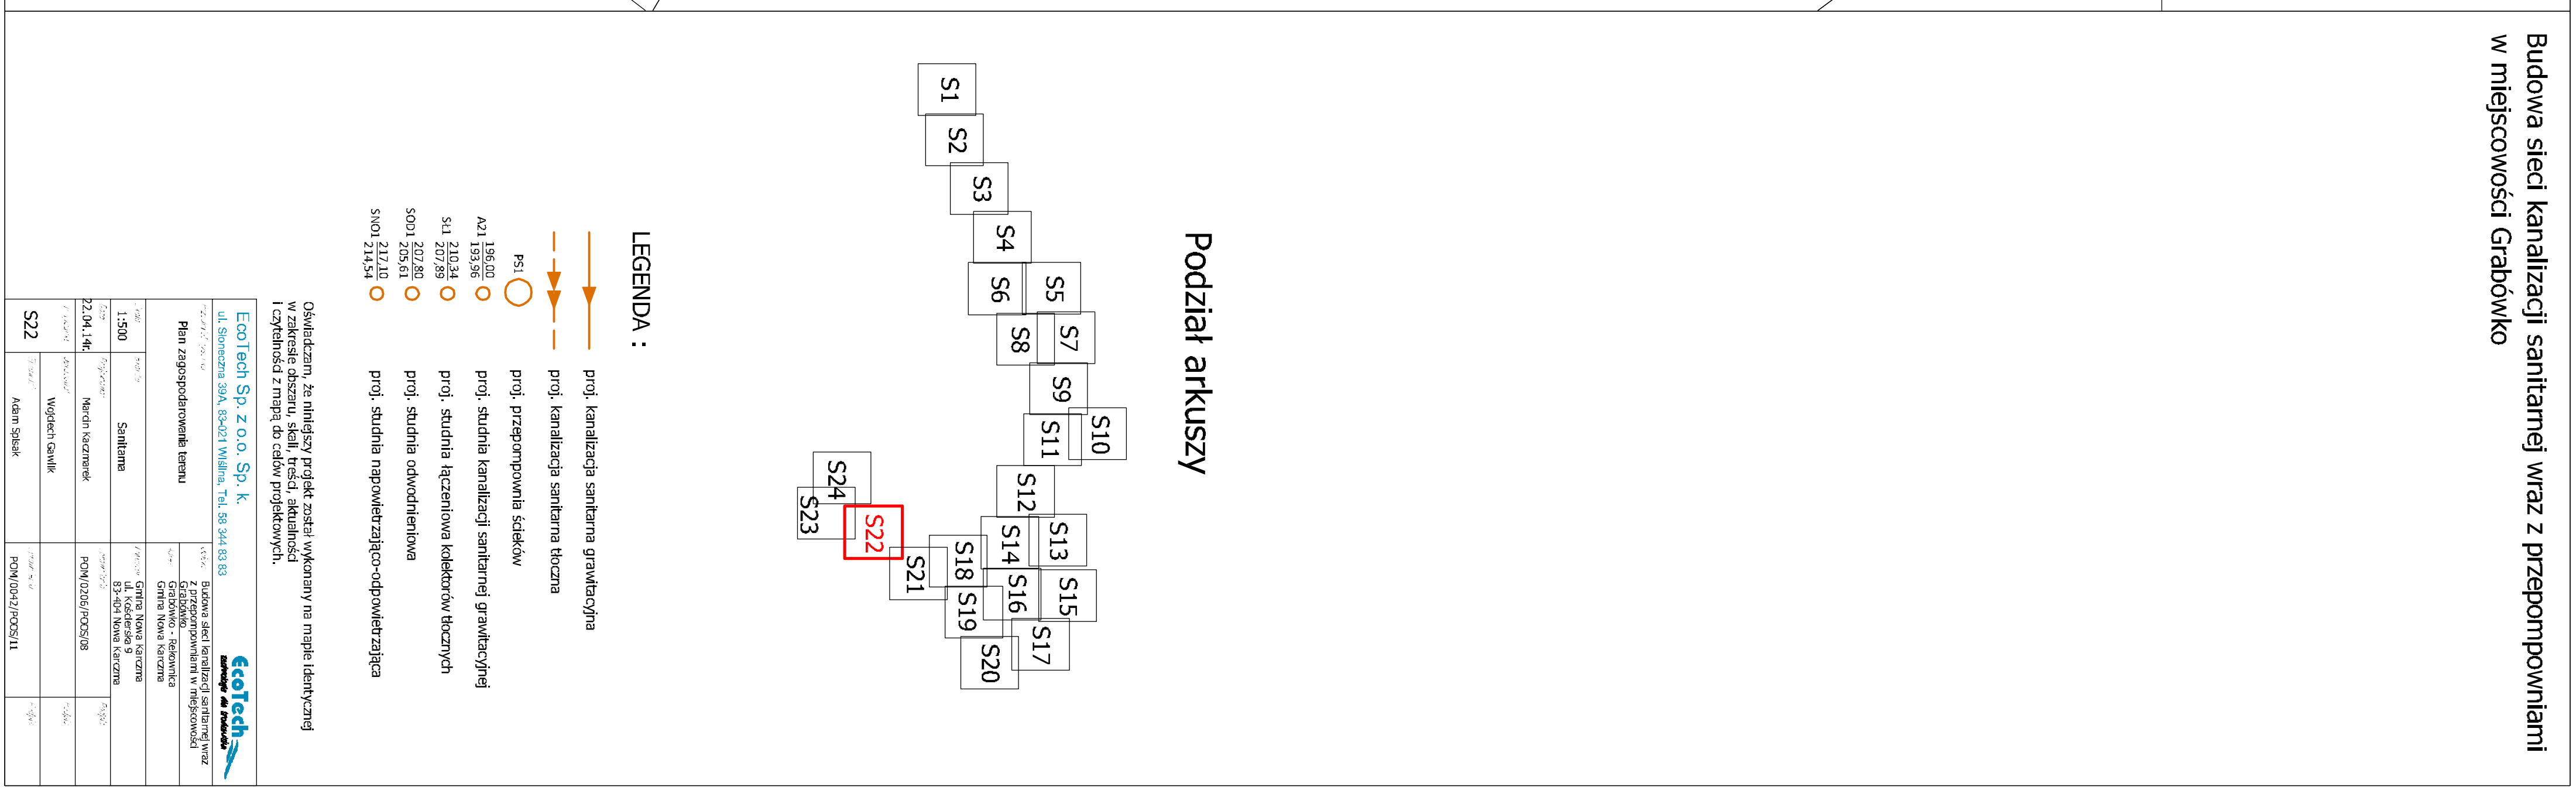 Budowa sieci kanalizacji sanitarnej wraz z przepompowniami
w miejscowości Grabówko
Podział arkuszy
S1
S2
S3
S4
S5
S6
S7
S8
S9
S10
S11
S12
S13
S14
S15
S16
S17
S18
S19
S20
S21
S22
S23
S24
LEGENDA :
proj. kanalizacja sanitarna grawitacyjna
proj. kanalizacja sanitarna tłoczna
PS1 proj. przepompownia ścieków
A21 196,00 193,96 proj. studnia kanalizacji sanitarnej grawitacyjnej
SŁ1 210,34 207,89 proj. studnia łączeniowa kolektorów tłocznych
SOD1 207,80 205,61 proj. studnia odwodnieniowa
SNO1 217,10 214,54 proj. studnia napowietrzająco-odpowietrzająca
Oświadczam, że niniejszy projekt został wykonany na mapie identycznej
w zakresie obszaru, skali, treści, aktualności
i czytelności z mapą do celów projektowych.
EcoTech Sp. z o.o. Sp. k.
ul. Słoneczna 39A, 83-021 Wiślina, Tel. 58 344 83 83
EcoTech
Plan zagospodarowania terenu
Budowa sieci kanalizacji sanitarnej wraz
z przepompowniami w miejscowości
Grabówko
Grabówko - Rekownica
Gmina Nowa Karczma
1:500
Sanitarna
Gmina Nowa Karczma
ul. Kościerska 9
83-404 Nowa Karczma
22.04.14r.
Marcin Kaczmarek
POM/0206/POOS/08
Wojciech Gawlik
S22
Adam Spisak
POM/0042/POOS/11